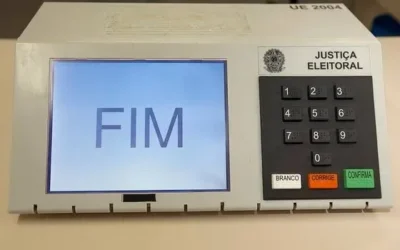 UE 2004
JUSTIÇA
ELEITORAL
FIM
1 2 3
4 5 6
7 8 9
0
BRANCO CORRIGE CONFIRMA